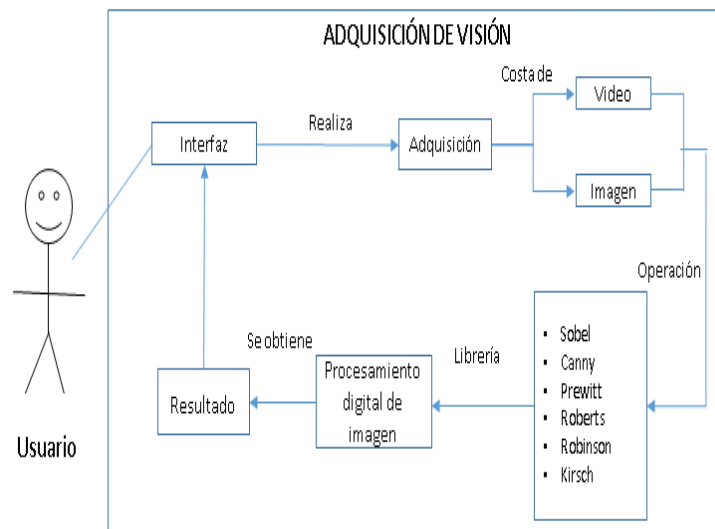 ADQUISICIÓN DE VISIÓN
Costa de
Video
Realiza
Interfaz
Adquisición
Imagen
Operación
Sobel
Canny
Prewitt
Roberts
Robinson
Kirsch
Librería
Procesamiento
digital de
imagen
Se obtiene
Resultado
Usuario